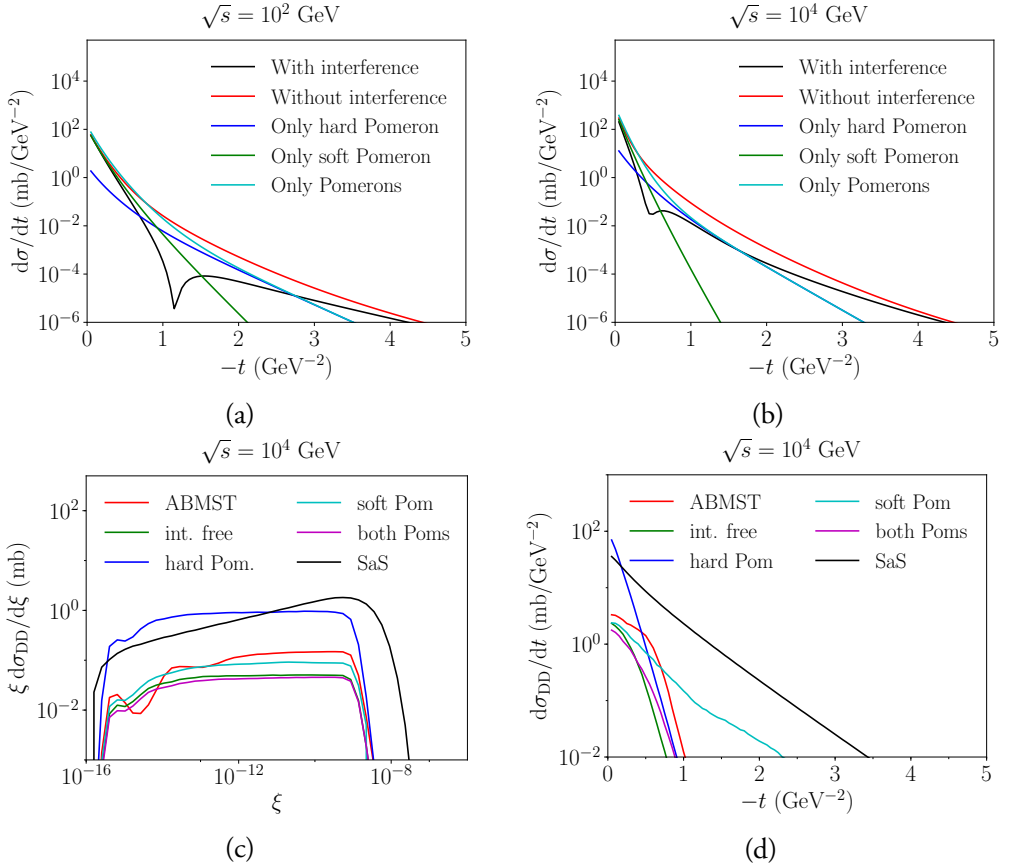 √s = 10² GeV
10⁴
10²
10⁰
10⁻²
10⁻⁴
10⁻⁶
dσ/dt (mb/GeV⁻²)
With interference
Without interference
Only hard Pomeron
Only soft Pomeron
Only Pomerons
0 1 2 3 4 5
−t (GeV⁻²)
(a)
√s = 10⁴ GeV
10⁴
10²
10⁰
10⁻²
10⁻⁴
10⁻⁶
dσ/dt (mb/GeV⁻²)
With interference
Without interference
Only hard Pomeron
Only soft Pomeron
Only Pomerons
0 1 2 3 4 5
−t (GeV⁻²)
(b)
√s = 10⁴ GeV
10²
10⁰
10⁻²
ξ dσ_DD/dξ (mb)
ABMST soft Pom
int. free both Poms
hard Pom. SaS
10⁻¹⁶ 10⁻¹² 10⁻⁸
ξ
(c)
√s = 10⁴ GeV
10²
10⁰
10⁻²
dσ_DD/dt (mb/GeV⁻²)
ABMST soft Pom
int. free both Poms
hard Pom SaS
0 1 2 3 4 5
−t (GeV⁻²)
(d)